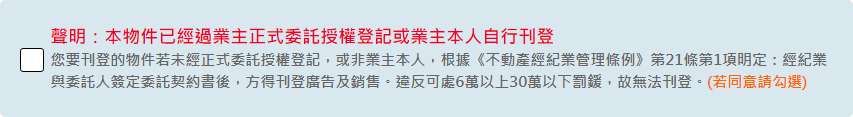 聲明：本物件已經過業主正式委託授權登記或業主本人自行刊登
您要刊登的物件若未經正式委託授權登記，或非業主本人，根據《不動產經紀業管理條例》第21條第1項明定：經紀業
與委託人簽定委託契約書後，方得刊登廣告及銷售。違反可處6萬以上30萬以下罰鍰，故無法刊登。(若同意請勾選)